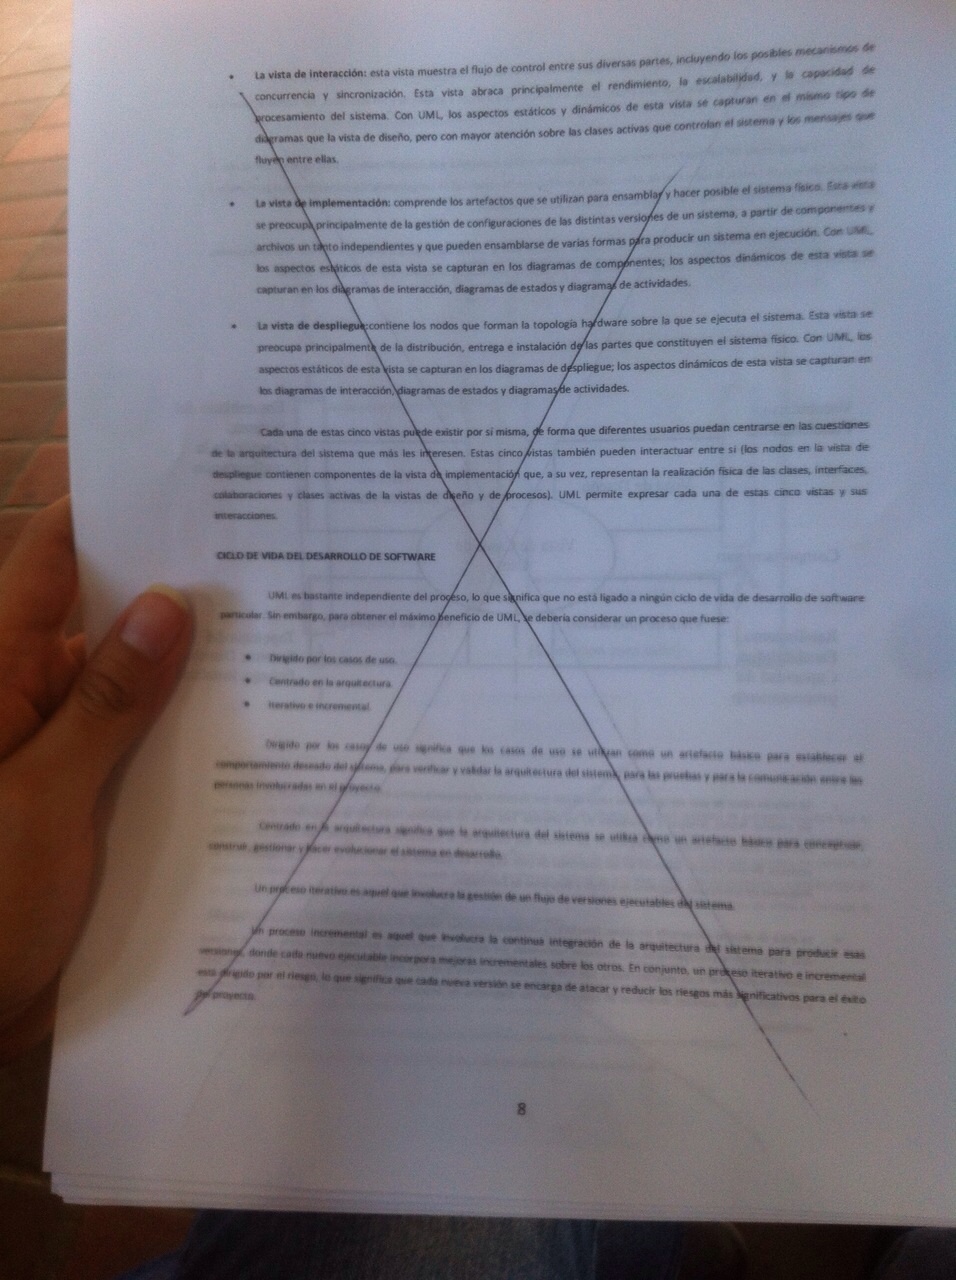 • La vista de interacción: esta vista muestra el flujo de control entre sus diversas partes, incluyendo los posibles mecanismos de
concurrencia y sincronización. Esta vista abraca principalmente el rendimiento, la escalabilidad, y la capacidad de
procesamiento del sistema. Con UML, los aspectos estáticos y dinámicos de esta vista se capturan en el mismo tipo de
diagramas que la vista de diseño, pero con mayor atención sobre las clases activas que controlan el sistema y los mensajes que
fluyen entre ellas.
• La vista de implementación: comprende los artefactos que se utilizan para ensamblar y hacer posible el sistema físico. Esta vista
se preocupa principalmente de la gestión de configuraciones de las distintas versiones de un sistema, a partir de componentes y
archivos un tanto independientes y que pueden ensamblarse de varias formas para producir un sistema en ejecución. Con UML,
los aspectos estáticos de esta vista se capturan en los diagramas de componentes; los aspectos dinámicos de esta vista se
capturan en los diagramas de interacción, diagramas de estados y diagramas de actividades.
• La vista de despliegue:contiene los nodos que forman la topología hardware sobre la que se ejecuta el sistema. Esta vista se
preocupa principalmente de la distribución, entrega e instalación de las partes que constituyen el sistema físico. Con UML, los
aspectos estáticos de esta vista se capturan en los diagramas de despliegue; los aspectos dinámicos de esta vista se capturan en
los diagramas de interacción, diagramas de estados y diagramas de actividades.
Cada una de estas cinco vistas puede existir por sí misma, de forma que diferentes usuarios puedan centrarse en las cuestiones
de la arquitectura del sistema que más les interesen. Estas cinco vistas también pueden interactuar entre sí (los nodos en la vista de
despliegue contienen componentes de la vista de implementación que, a su vez, representan la realización física de las clases, interfaces,
colaboraciones y clases activas de la vistas de diseño y de procesos). UML permite expresar cada una de estas cinco vistas y sus
interacciones.
CICLO DE VIDA DEL DESARROLLO DE SOFTWARE
UML es bastante independiente del proceso, lo que significa que no está ligado a ningún ciclo de vida de desarrollo de software
particular. Sin embargo, para obtener el máximo beneficio de UML, se debería considerar un proceso que fuese:
• Dirigido por los casos de uso.
• Centrado en la arquitectura.
• Iterativo e incremental.
Dirigido por los casos de uso significa que los casos de uso se utilizan como un artefacto básico para establecer el
comportamiento deseado del sistema, para verificar y validar la arquitectura del sistema, para las pruebas y para la comunicación entre las
personas involucradas en el proyecto.
Centrado en la arquitectura significa que la arquitectura del sistema se utiliza como un artefacto básico para conceptuar,
construir, gestionar y hacer evolucionar el sistema en desarrollo.
Un proceso iterativo es aquel que involucra la gestión de un flujo de versiones ejecutables del sistema.
Un proceso incremental es aquel que involucra la continua integración de la arquitectura del sistema para producir esas
versiones, donde cada nuevo ejecutable incorpora mejoras incrementales sobre los otros. En conjunto, un proceso iterativo e incremental
está dirigido por el riesgo, lo que significa que cada nueva versión se encarga de atacar y reducir los riesgos más significativos para el éxito
del proyecto.
8